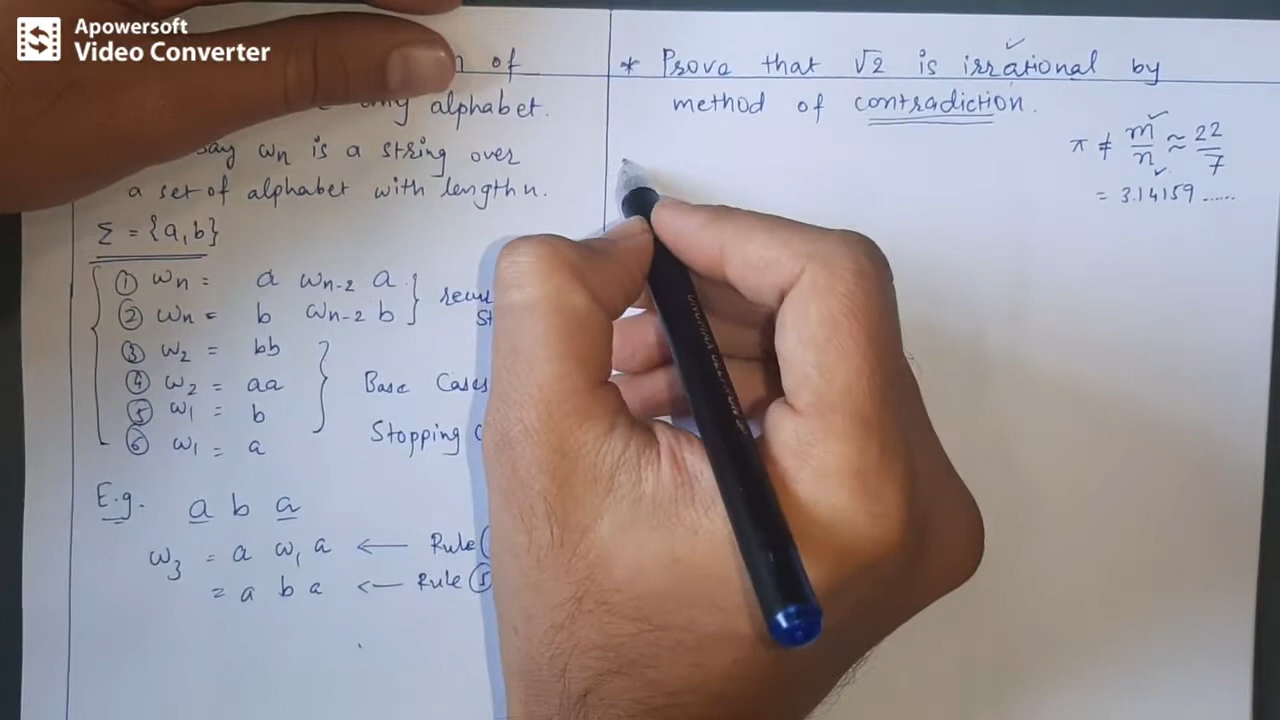 Apowersoft
Video Converter
n of
any alphabet.
say wn is a string over
a set of alphabet with length n.
Σ = {a, b}
① wn = a wn-2 a
② wn = b wn-2 b
③ w2 = bb
④ w2 = aa
⑤ w1 = b
⑥ w1 = a
Base Cases
Stopping
E.g. a b a
w3 = a w1 a ← Rule
= a b a ← Rule ⑤
* Prove that √2 is irrational by
method of contradiction.
π ≠ m/n ≈ 22/7
= 3.14159......